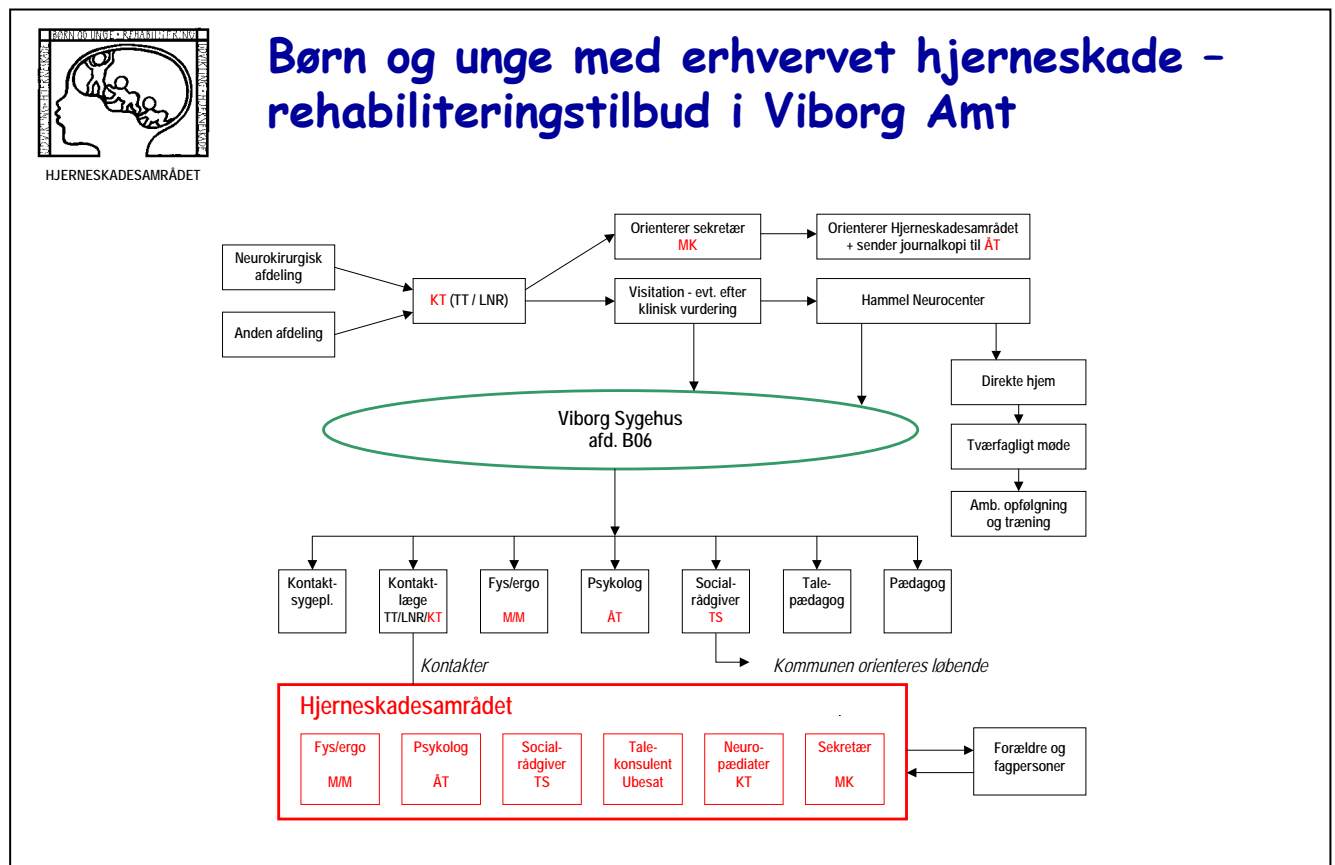 BØRN OG UNGE • REHABILITERING
HJERNESKADESAMRÅDET
Børn og unge med erhvervet hjerneskade –
rehabiliteringstilbud i Viborg Amt
Neurokirurgisk
afdeling
Anden afdeling
KT (TT / LNR)
Orienterer sekretær
MK
Orienterer Hjerneskadesamrådet
+ sender journalkopi til ÅT
Visitation - evt. efter
klinisk vurdering
Hammel Neurocenter
Direkte hjem
Tværfagligt møde
Amb. opfølgning
og træning
Viborg Sygehus
afd. B06
Kontakt-
sygepl.
Kontakt-
læge
TT/LNR/KT
Fys/ergo
M/M
Psykolog
ÅT
Social-
rådgiver
TS
Tale-
pædagog
Pædagog
Kontakter
Kommunen orienteres løbende
Hjerneskadesamrådet
Fys/ergo
M/M
Psykolog
ÅT
Social-
rådgiver
TS
Tale-
konsulent
Ubesat
Neuro-
pædiater
KT
Sekretær
MK
Forældre og
fagpersoner